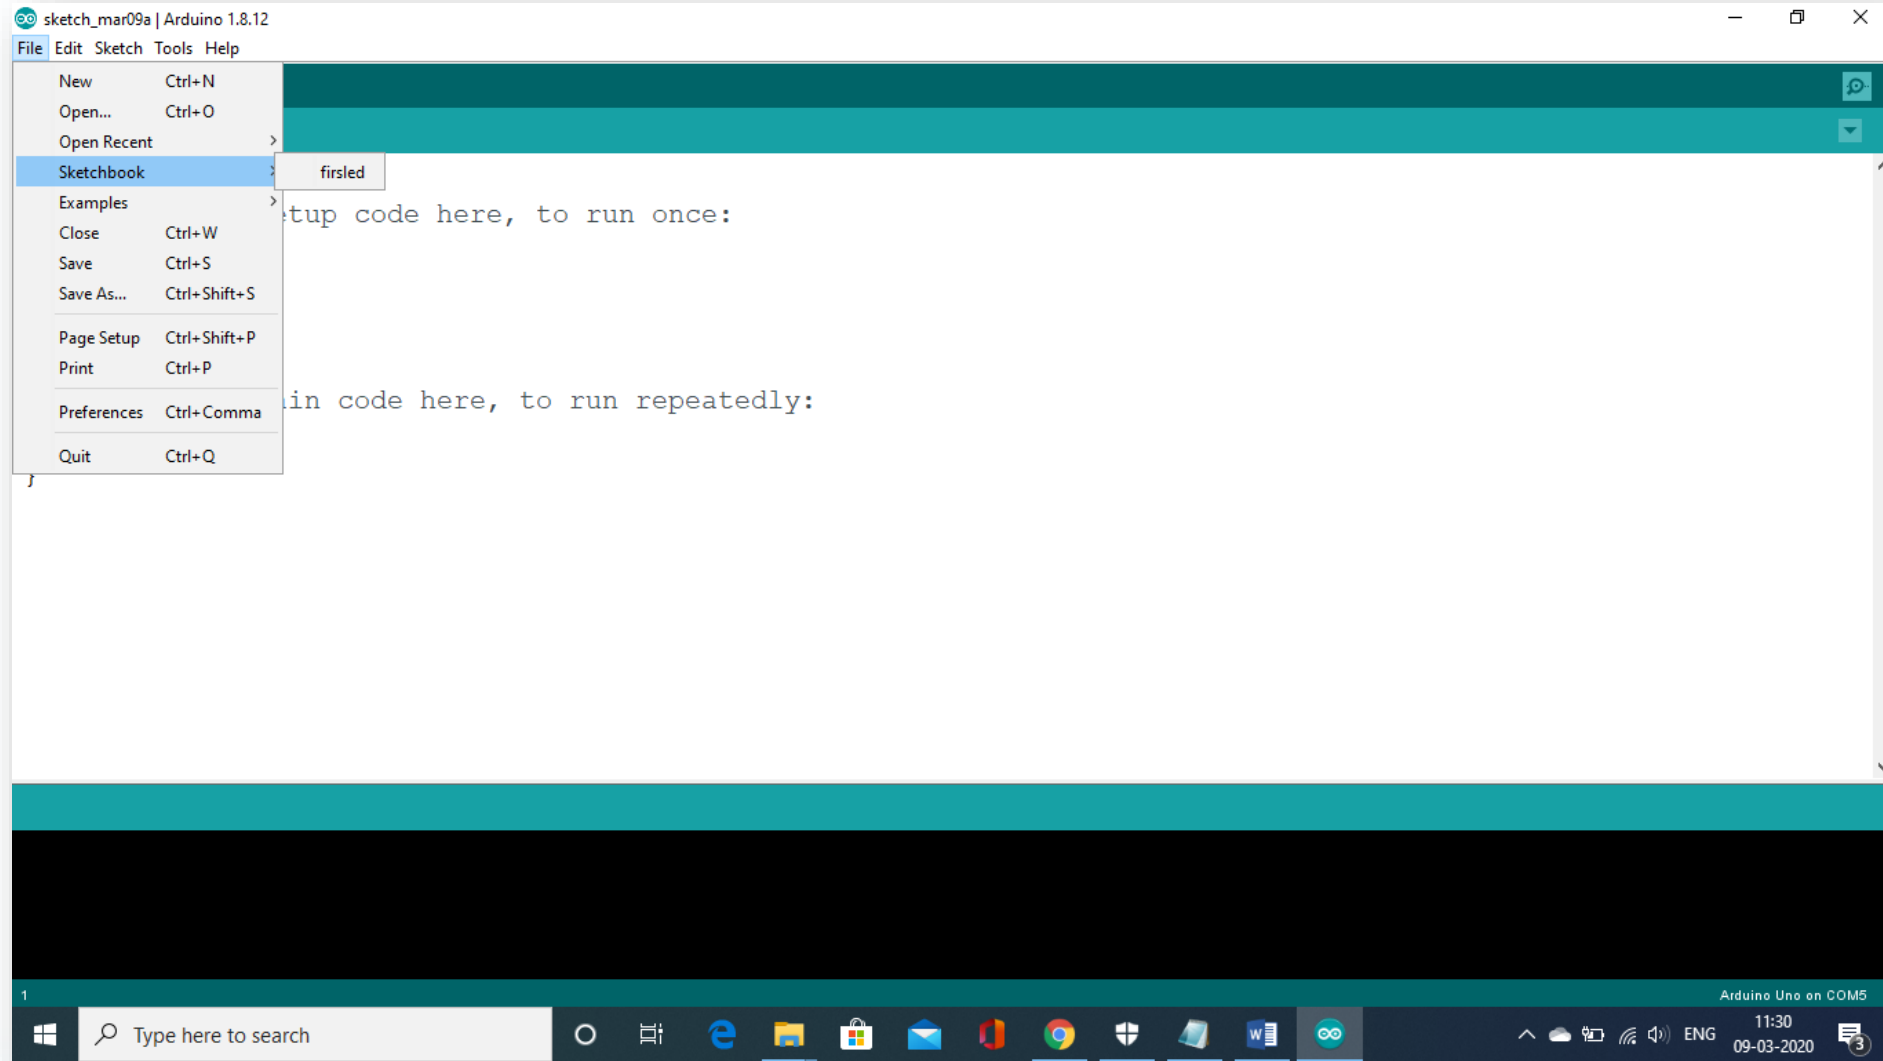 sketch_mar09a | Arduino 1.8.12
File Edit Sketch Tools Help
New Ctrl+N
Open... Ctrl+O
Open Recent
Sketchbook
firsled
Examples
Close Ctrl+W
Save Ctrl+S
Save As... Ctrl+Shift+S
Page Setup Ctrl+Shift+P
Print Ctrl+P
Preferences Ctrl+Comma
Quit Ctrl+Q
tup code here, to run once:
in code here, to run repeatedly:
}
1
Arduino Uno on COM5
Type here to search
ENG
11:30
09-03-2020
3